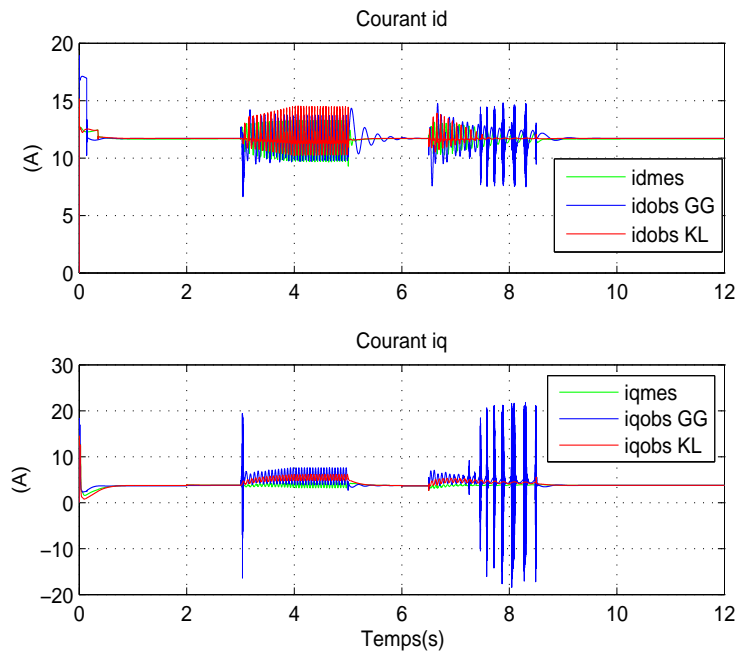 Courant id
20
15
10
5
0
(A)
idmes
idobs GG
idobs KL
0 2 4 6 8 10 12
Courant iq
30
20
10
0
−10
−20
(A)
iqmes
iqobs GG
iqobs KL
0 2 4 6 8 10 12
Temps(s)